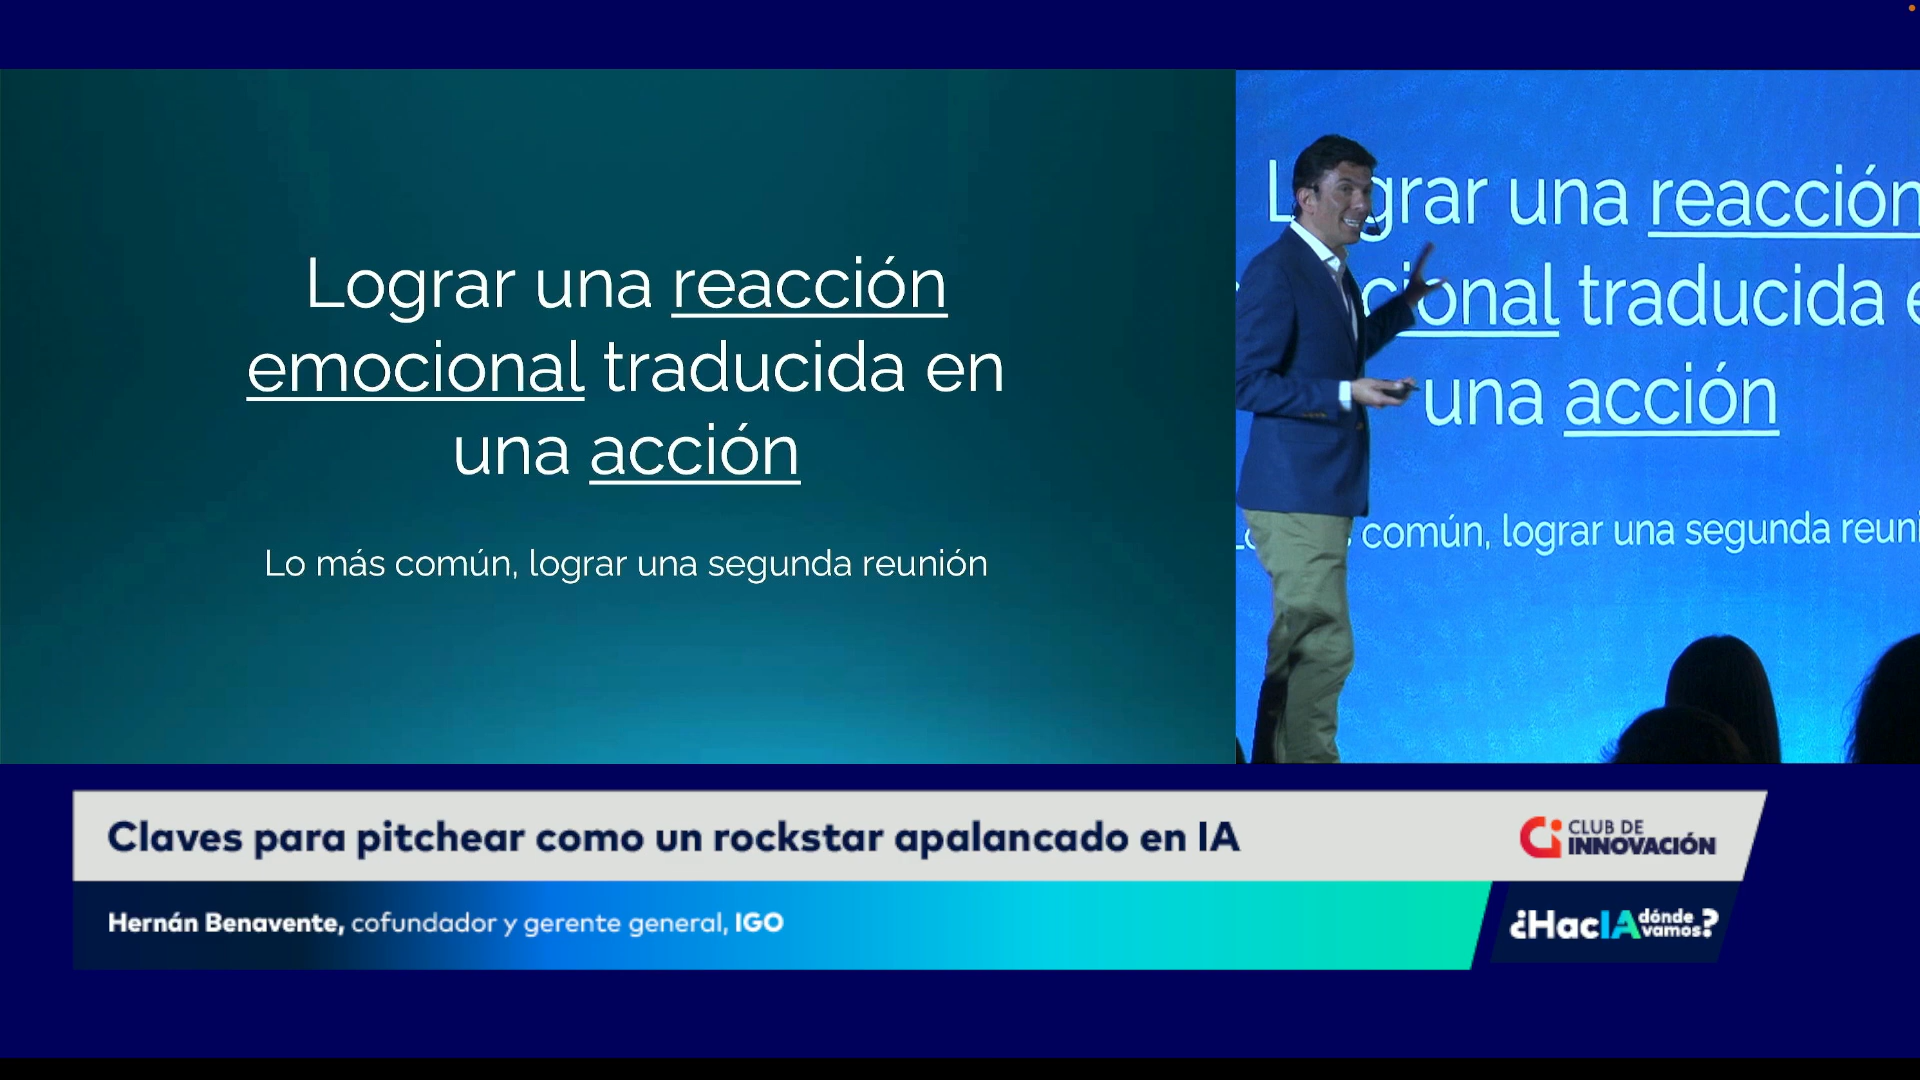 Lograr una reacción
emocional traducida en
una acción
Lo más común, lograr una segunda reunión
grar una reacción
cional traducida e
una acción
común, lograr una segunda reuni
Claves para pitchear como un rockstar apalancado en IA
CLUB DE
INNOVACIÓN
Hernán Benavente, cofundador y gerente general, IGO
¿HacIA dónde vamos?